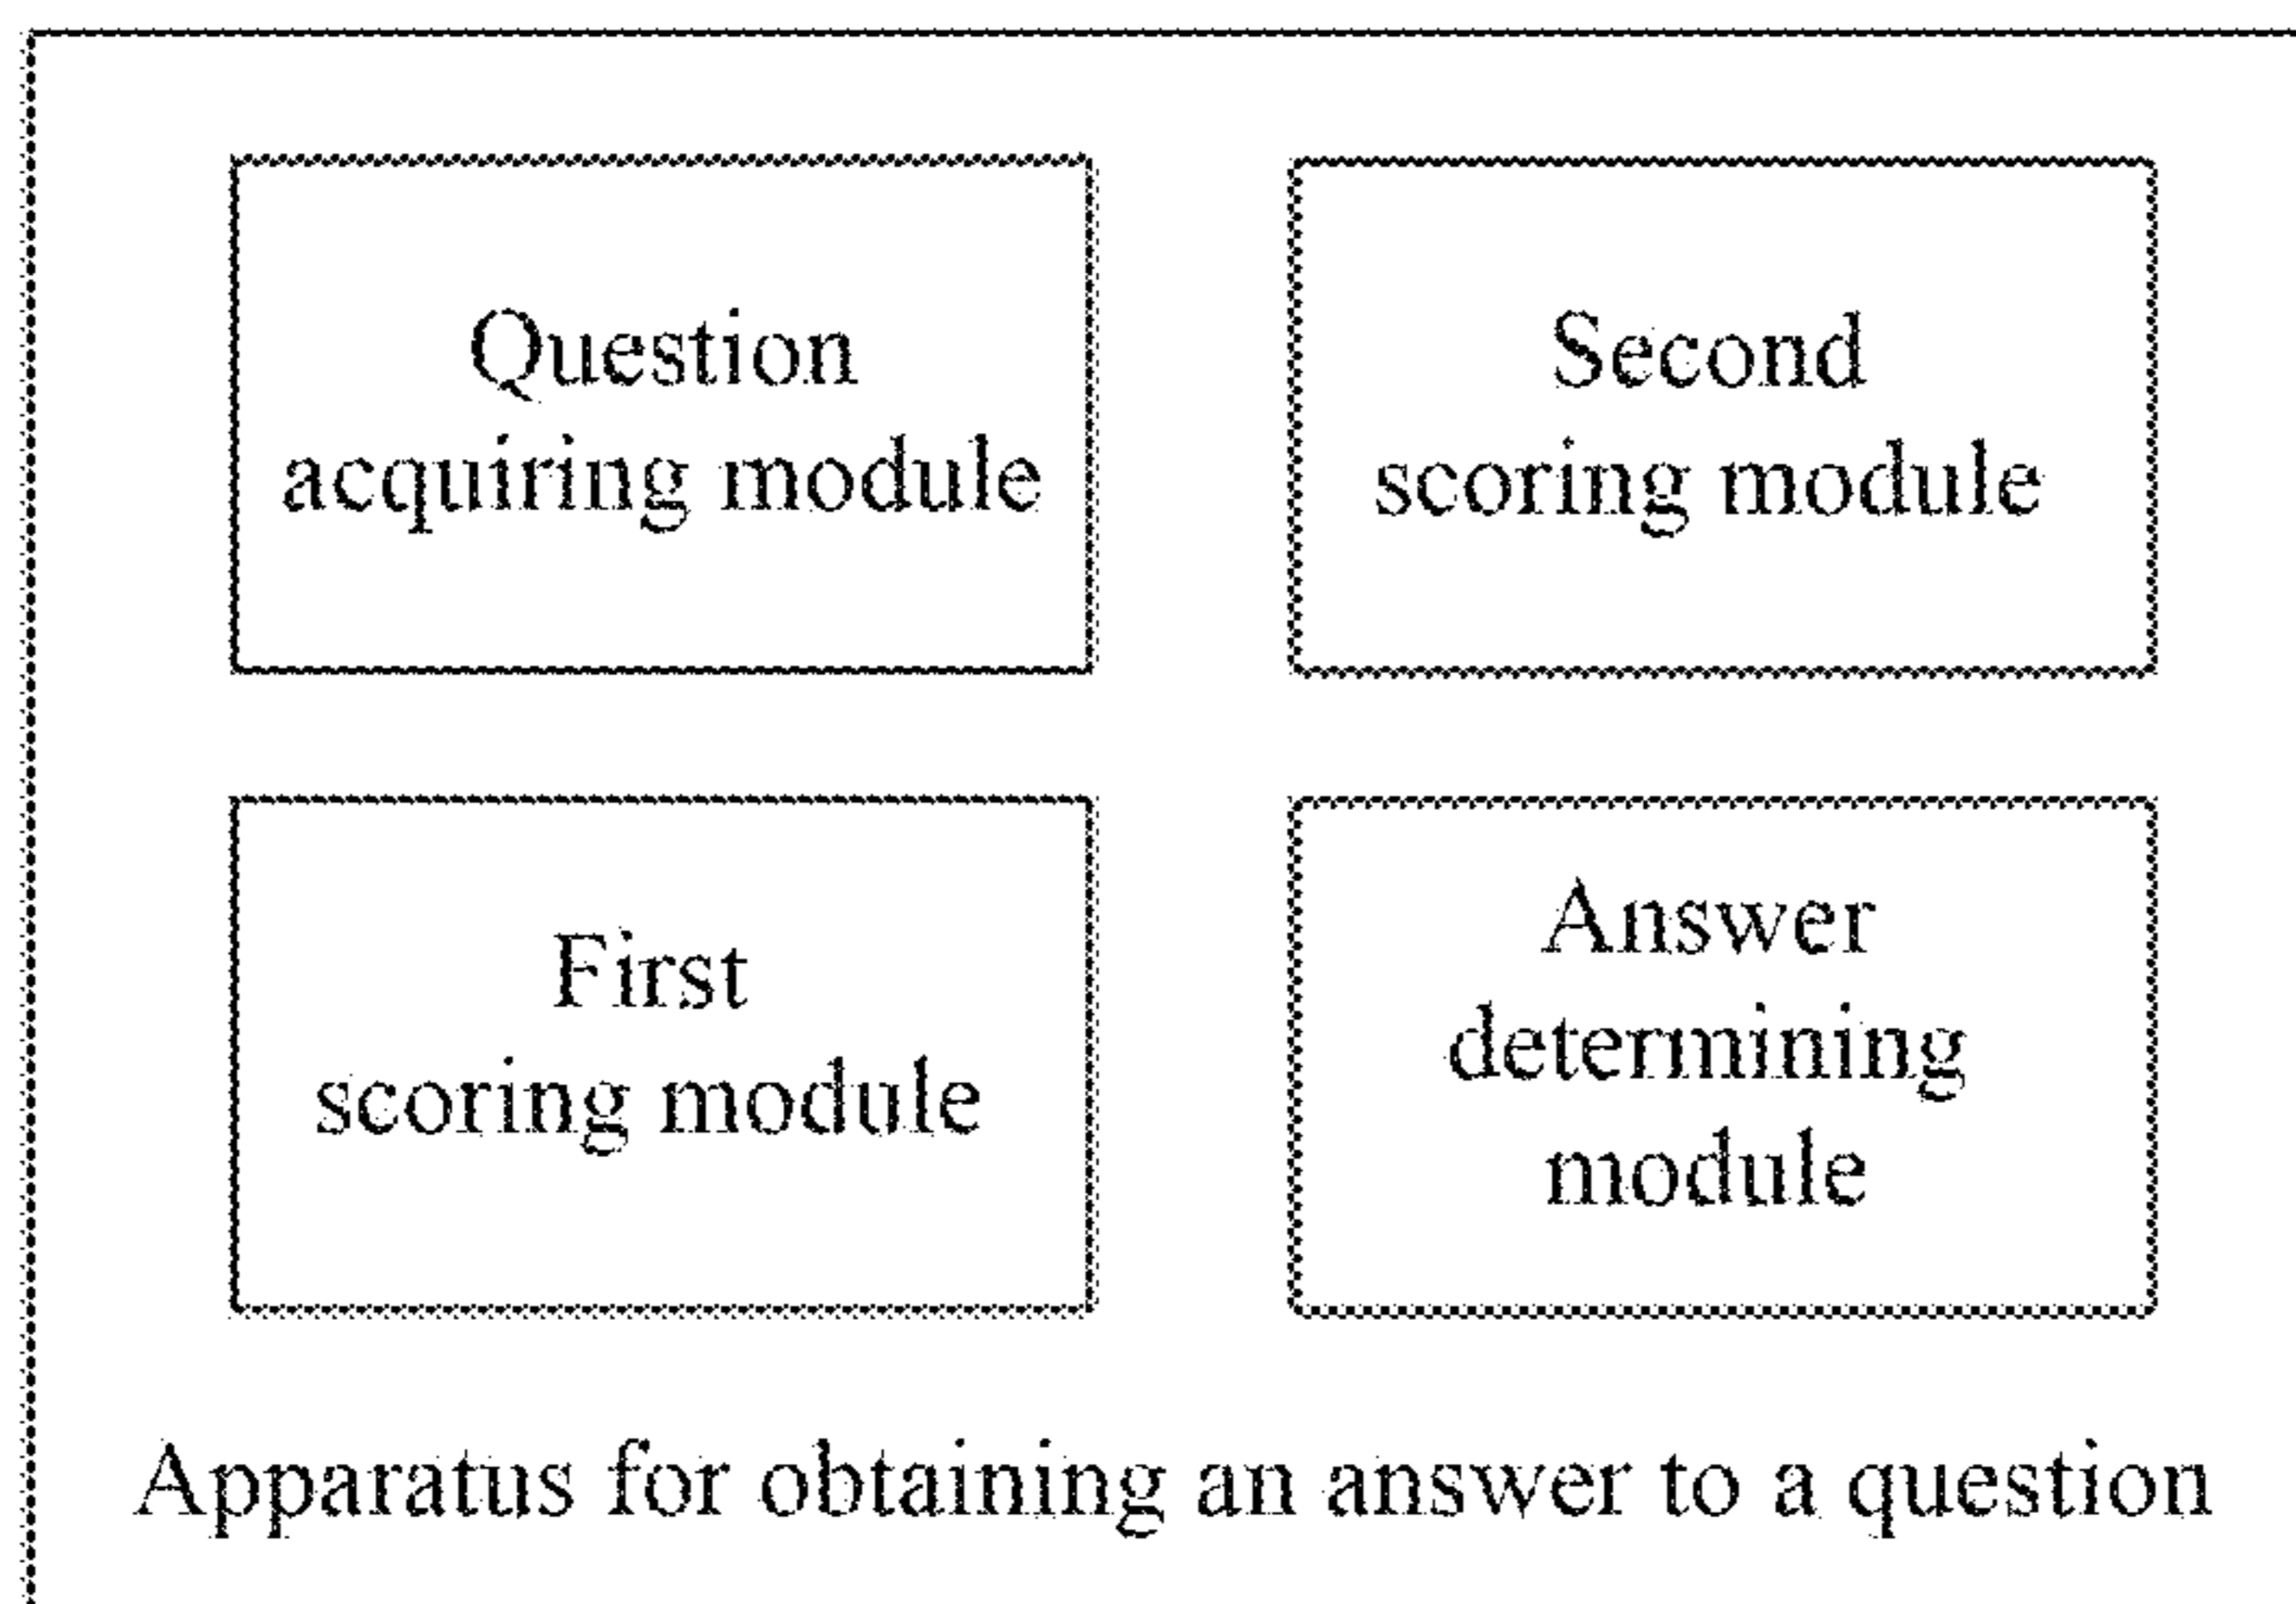 Question
acquiring module
Second
scoring module
First
scoring module
Answer
determining
module
Apparatus for obtaining an answer to a question